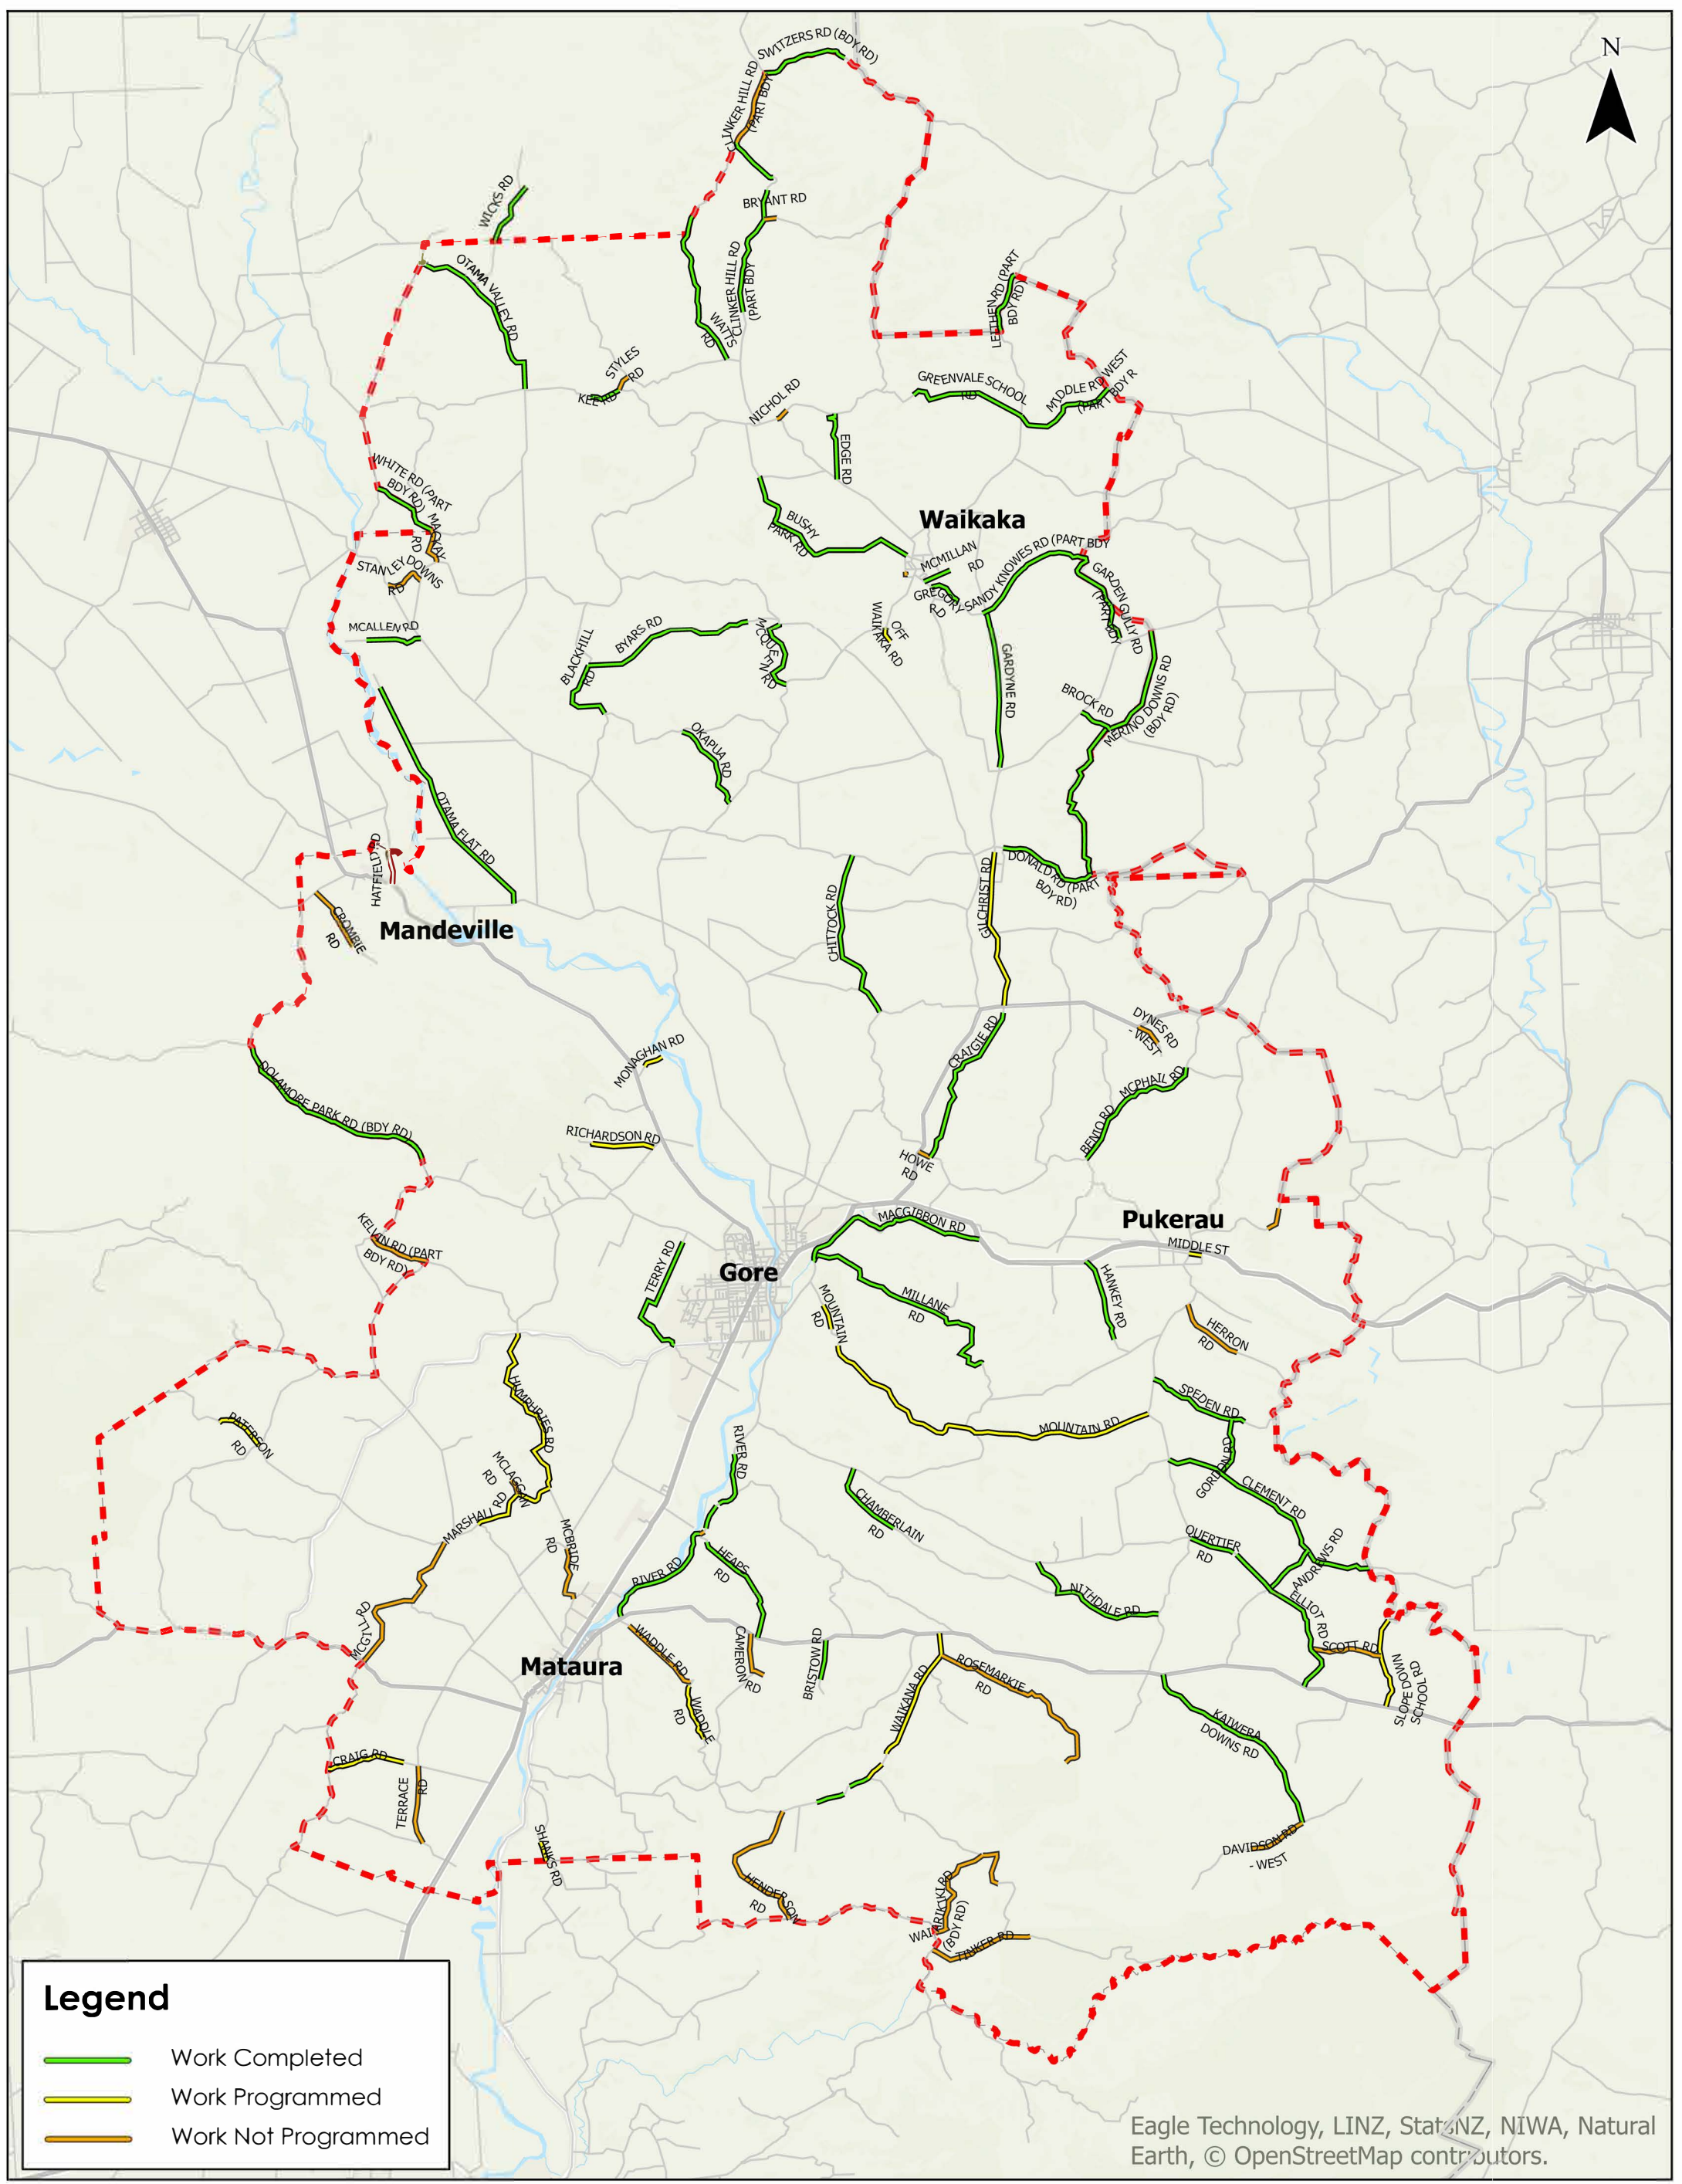 N
SWITZERS RD (BDY RD)
CLINKER HILL RD
(PART BDY
WICKS RD
BRYANT RD
OTAMA VALLEY RD
CLINKER HILL RD
(PART BDY
WATTS
RD
LEITHEN RD (PART
BDY RD)
STYLES
RD
KEE RD
NICHOL RD
GREENVALE SCHOOL
RD
MIDDLE RD WEST
(PART BDY R
EDGE RD
WHITE RD (PART
BDY RD)
MACKAY
RD
STANLEY DOWNS
RD
BUSHY
PARK RD
Waikaka
MCMILLAN
RD
GREGORY
RD
SANDY KNOWES RD (PART BDY
GARDEN GULLY RD
(PART BDY
MCALLEN RD
OFF
WAIKAKA RD
BLACKHILL
RD
BYARS RD
MCQUEEN RD
GARDYNE RD
BROCK RD
MERINO DOWNS RD
(BDY RD)
OKAPUA RD
OTAMA FLAT RD
HATFIELD RD
DONALD RD (PART
BDY RD)
GILCHRIST RD
CHITTOCK RD
CROMBIE
RD
Mandeville
DYNES RD
- WEST
CRAIGIE RD
MONAGHAN RD
DOLAMORE PARK RD (BDY RD)
MCPHAIL RD
BENIO RD
RICHARDSON RD
HOWE
RD
KELVIN RD (PART
BDY RD)
MACGIBBON RD
Pukerau
MIDDLE ST
TERRY RD
Gore
MOUNTAIN
RD
MILLANE
RD
HANKEY RD
HERRON
RD
HUMPHRIES RD
SPEDEN RD
PATERSON
RD
MOUNTAIN RD
RIVER RD
GORDON RD
MCLAGGAN
RD
CLEMENT RD
CHAMBERLAIN
RD
MARSHALL RD
MCBRIDE
RD
QUERTIER
RD
ANDREWS RD
RIVER RD
HEAPS
RD
NITHDALE RD
ELLIOT RD
MCGILL RD
SCOTT RD
WADDLE RD
CAMERON RD
BRISTOW RD
Mataura
WADDLE
RD
WAIKANA RD
ROSEMARKIE
RD
SLOPE DOWN
SCHOOL RD
KAIWERA
DOWNS RD
CRAIG RD
TERRACE
RD
SHANKS RD
DAVIDSON RD
- WEST
HENDERSON
RD
WAIARIKIKI RD
(BDY RD)
TINKER RD
Legend
Work Completed
Work Programmed
Work Not Programmed
Eagle Technology, LINZ, StatsNZ, NIWA, Natural
Earth, © OpenStreetMap contributors.